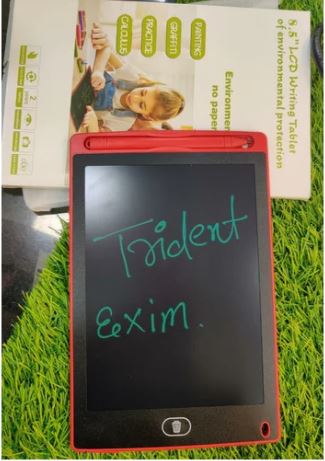 8.5"LCD Writing Tablet
of environmental protection
PAINTING
GRAFFITI
PRACTICE
CALCULUS
no paper
Trident
Exim.